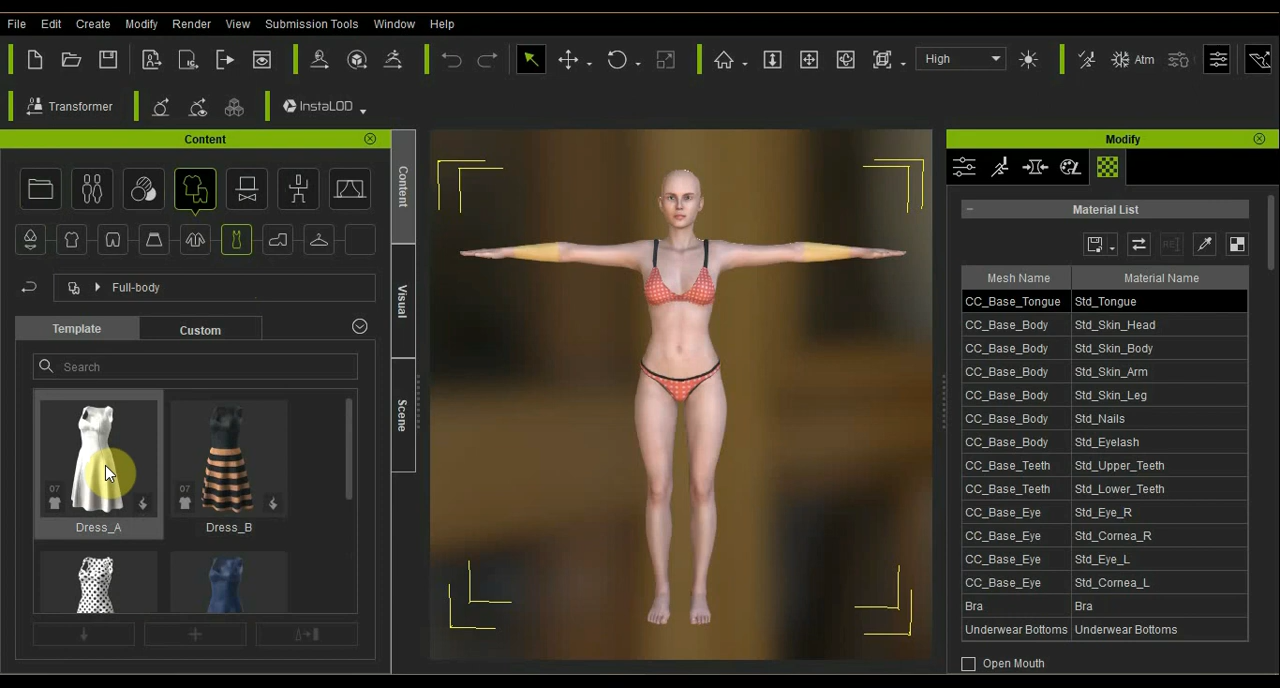 File Edit Create Modify Render View Submission Tools Window Help
High
Atm
Transformer
InstaLOD
Content
Content
Visual
Scene
Full-body
Template Custom
Search
07
Dress_A
07
Dress_B
Modify
Material List
Mesh Name Material Name
CC_Base_Tongue Std_Tongue
CC_Base_Body Std_Skin_Head
CC_Base_Body Std_Skin_Body
CC_Base_Body Std_Skin_Arm
CC_Base_Body Std_Skin_Leg
CC_Base_Body Std_Nails
CC_Base_Body Std_Eyelash
CC_Base_Teeth Std_Upper_Teeth
CC_Base_Teeth Std_Lower_Teeth
CC_Base_Eye Std_Eye_R
CC_Base_Eye Std_Cornea_R
CC_Base_Eye Std_Eye_L
CC_Base_Eye Std_Cornea_L
Bra Bra
Underwear Bottoms Underwear Bottoms
Open Mouth